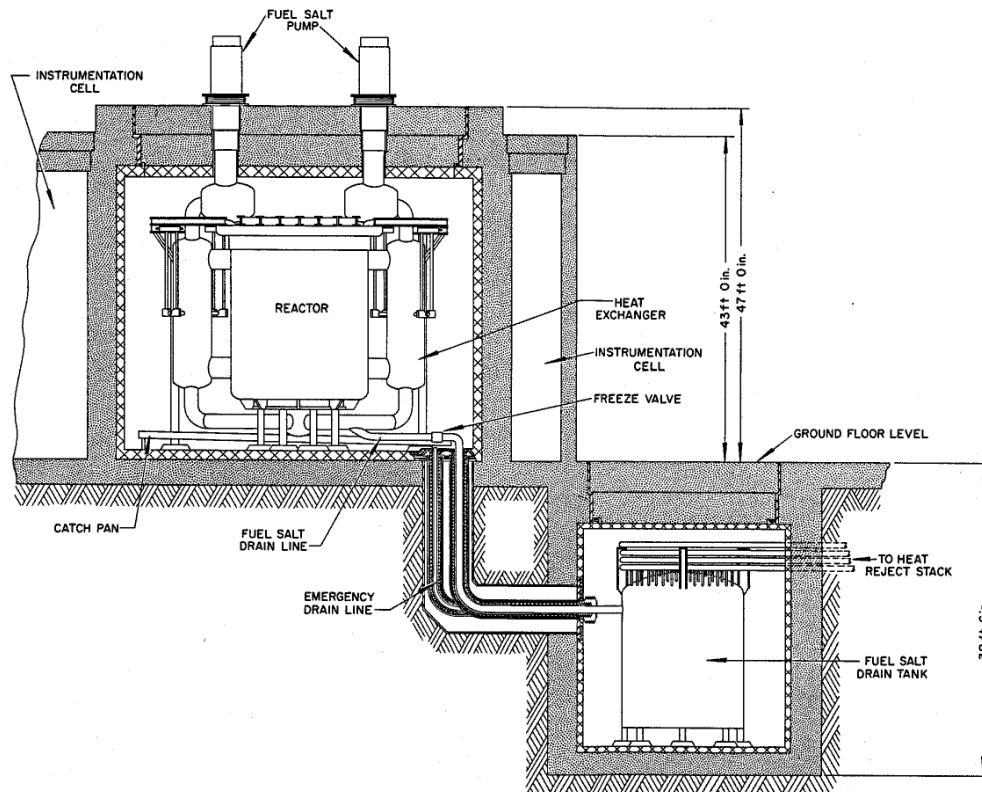 FUEL SALT
PUMP
INSTRUMENTATION
CELL
43 ft 0 in.
47 ft 0 in.
REACTOR
HEAT
EXCHANGER
INSTRUMENTATION
CELL
FREEZE VALVE
GROUND FLOOR LEVEL
CATCH PAN
FUEL SALT
DRAIN LINE
EMERGENCY
DRAIN LINE
TO HEAT
REJECT STACK
FUEL SALT
DRAIN TANK